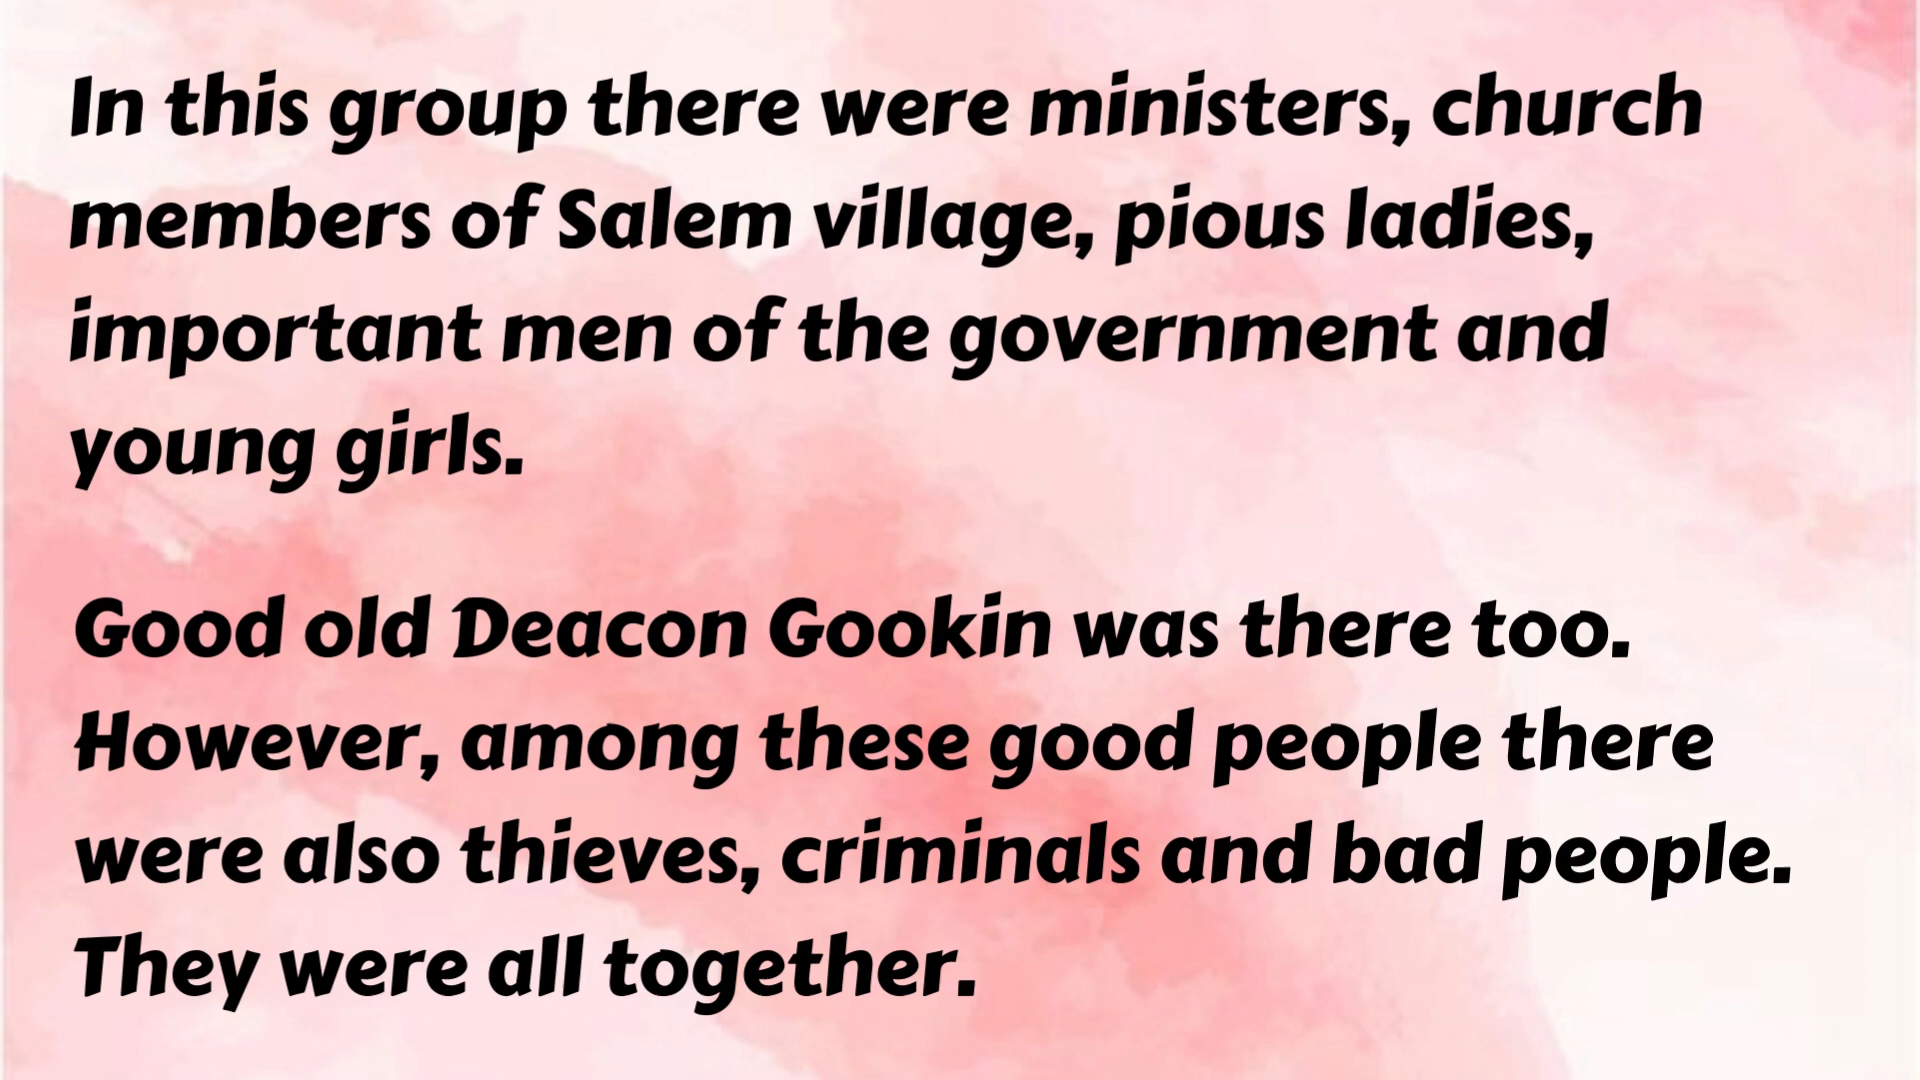 In this group there were ministers, church
members of Salem village, pious ladies,
important men of the government and
young girls.
Good old Deacon Gookin was there too.
However, among these good people there
were also thieves, criminals and bad people.
They were all together.